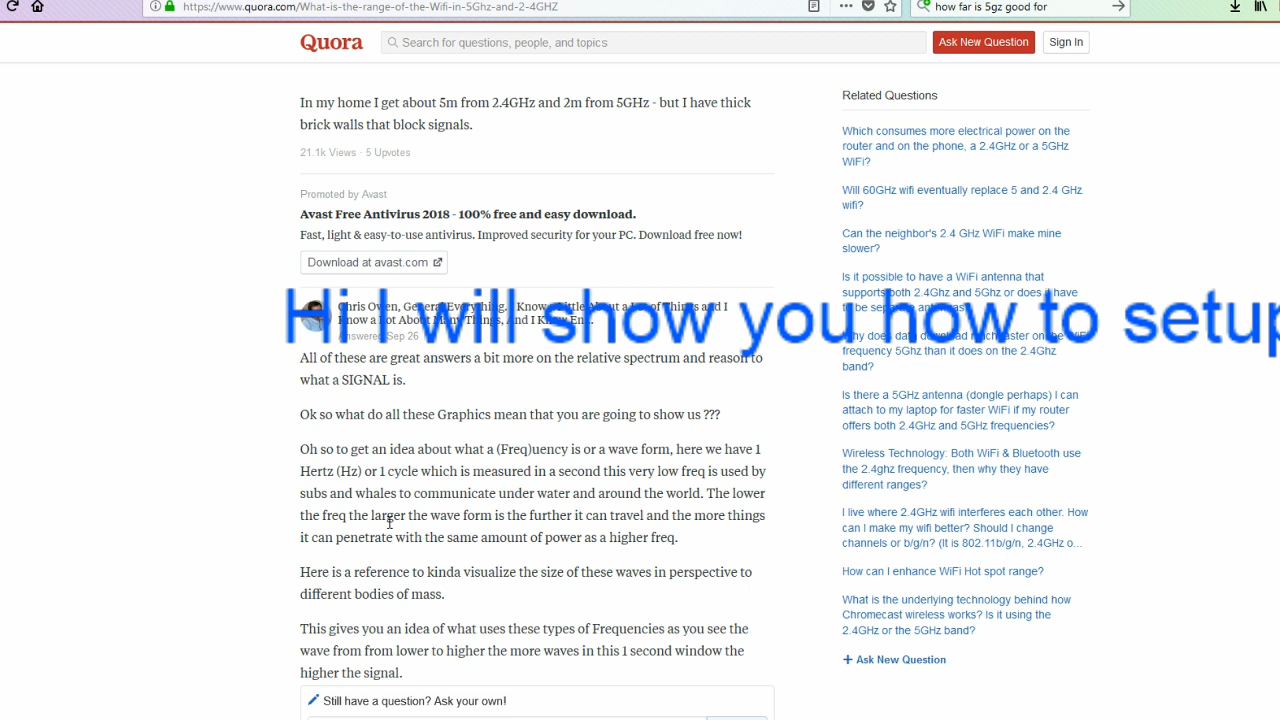 https://www.quora.com/What-is-the-range-of-the-Wifi-in-5Ghz-and-2-4GHZ
how far is 5gz good for
Quora
Search for questions, people, and topics
Ask New Question
Sign In
In my home I get about 5m from 2.4GHz and 2m from 5GHz - but I have thick
brick walls that block signals.
21.1k Views · 5 Upvotes
Promoted by Avast
Avast Free Antivirus 2018 - 100% free and easy download.
Fast, light & easy-to-use antivirus. Improved security for your PC. Download free now!
Download at avast.com
Chris Owen, General Everything. I Know a Little About a Lot of Things and I
Know a Lot About Many Things, And I Know En...
Answered Sep 26
Hi I will show you how to setup
All of these are great answers a bit more on the relative spectrum and reason to
what a SIGNAL is.
Ok so what do all these Graphics mean that you are going to show us ???
Oh so to get an idea about what a (Freq)uency is or a wave form, here we have 1
Hertz (Hz) or 1 cycle which is measured in a second this very low freq is used by
subs and whales to communicate under water and around the world. The lower
the freq the larger the wave form is the further it can travel and the more things
it can penetrate with the same amount of power as a higher freq.
Here is a reference to kinda visualize the size of these waves in perspective to
different bodies of mass.
This gives you an idea of what uses these types of Frequencies as you see the
wave from from lower to higher the more waves in this 1 second window the
higher the signal.
Still have a question? Ask your own!
Related Questions
Which consumes more electrical power on the
router and on the phone, a 2.4GHz or a 5GHz
WiFi?
Will 60GHz wifi eventually replace 5 and 2.4 GHz
wifi?
Can the neighbor's 2.4 GHz WiFi make mine
slower?
Is it possible to have a WiFi antenna that
supports both 2.4Ghz and 5Ghz or does it have
to be separate antennas?
Why does data download much faster on the
frequency 5Ghz than it does on the 2.4Ghz
band?
Is there a 5GHz antenna (dongle perhaps) I can
attach to my laptop for faster WiFi if my router
offers both 2.4GHz and 5GHz frequencies?
Wireless Technology: Both WiFi & Bluetooth use
the 2.4ghz frequency, then why they have
different ranges?
I live where 2.4GHz wifi interferes each other. How
can I make my wifi better? Should I change
channels or b/g/n? (It is 802.11b/g/n, 2.4GHz o...
How can I enhance WiFi Hot spot range?
What is the underlying technology behind how
Chromecast wireless works? Is it using the
2.4GHz or the 5GHz band?
Ask New Question